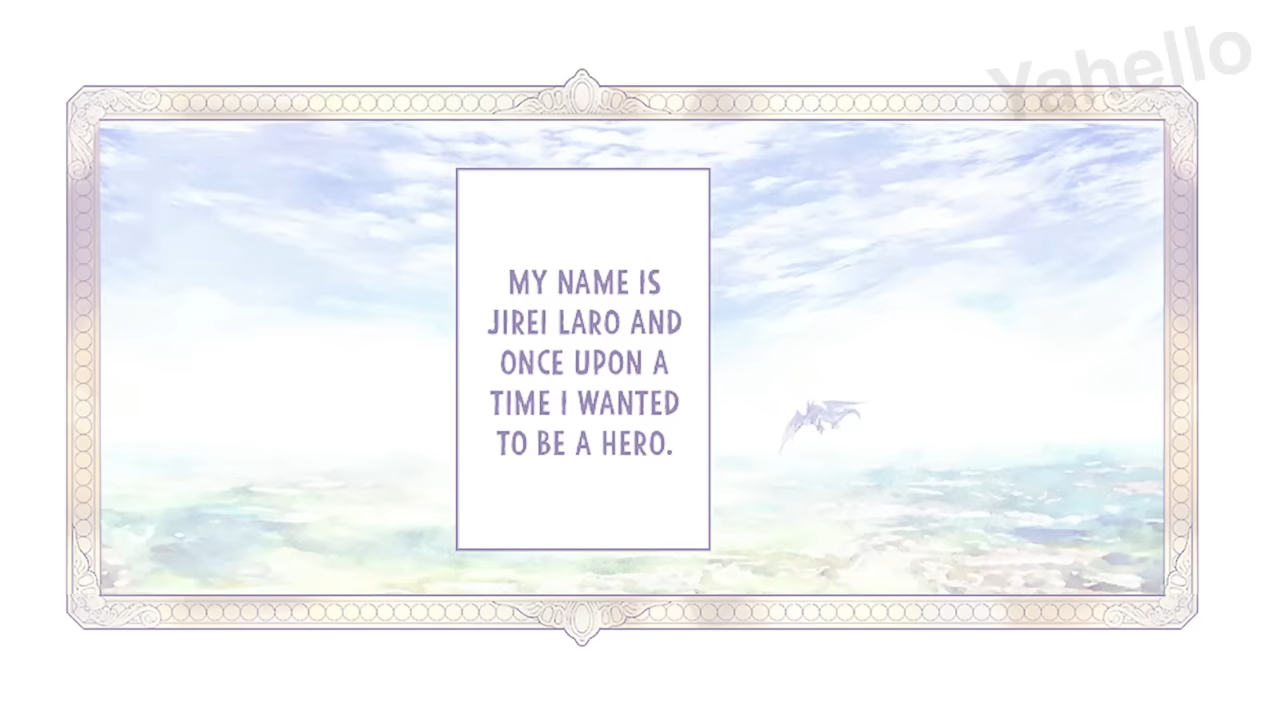 Yahello
MY NAME IS
JIREI LARO AND
ONCE UPON A
TIME I WANTED
TO BE A HERO.